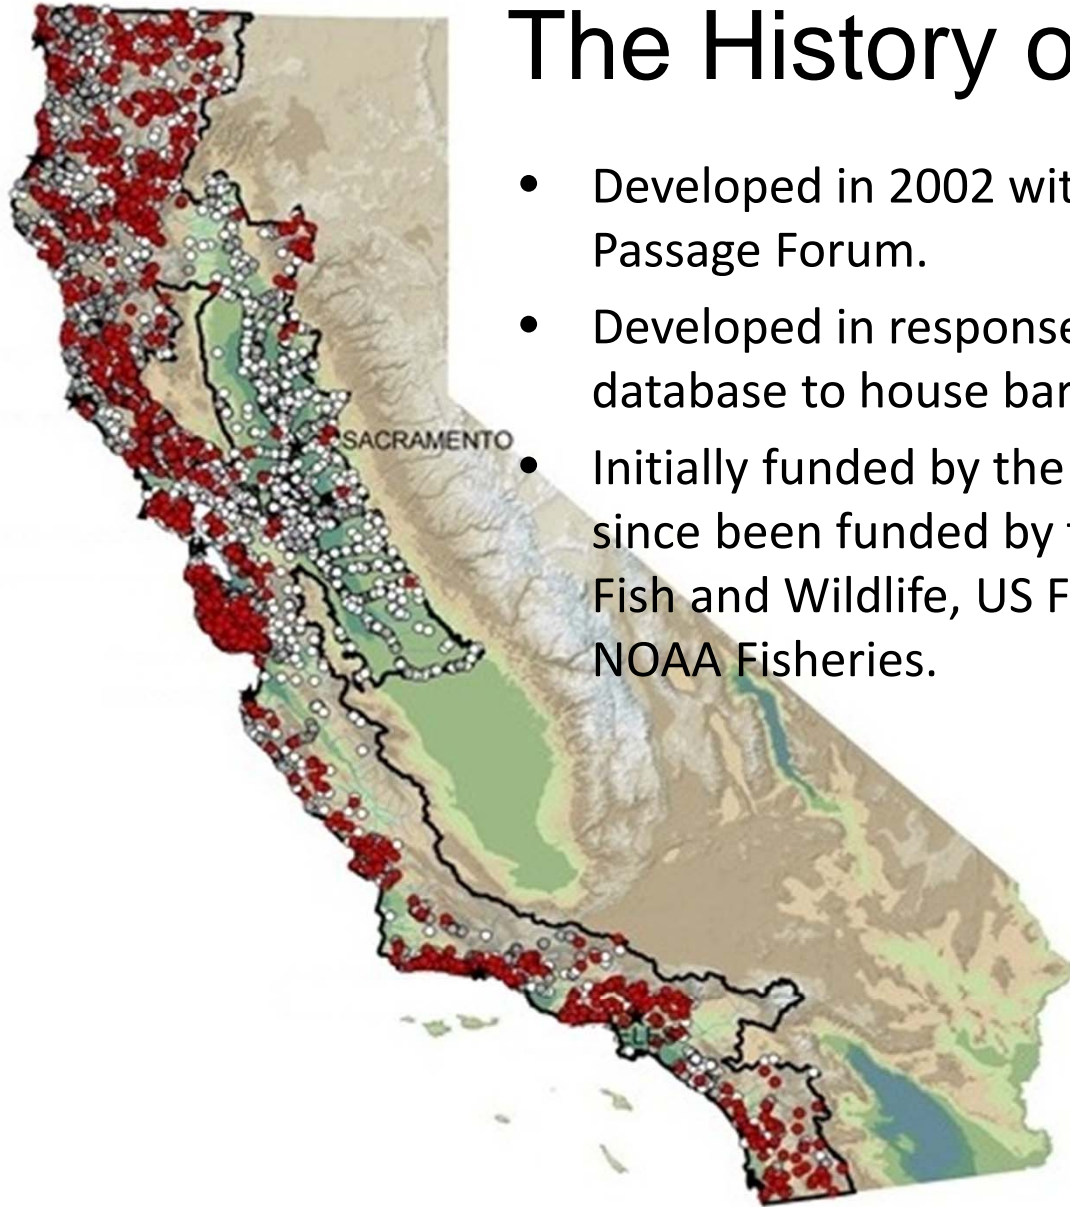 The History o
• Developed in 2002 wit
Passage Forum.
• Developed in response
database to house bar
SACRAMENTO
• Initially funded by the
since been funded by
Fish and Wildlife, US F
NOAA Fisheries.